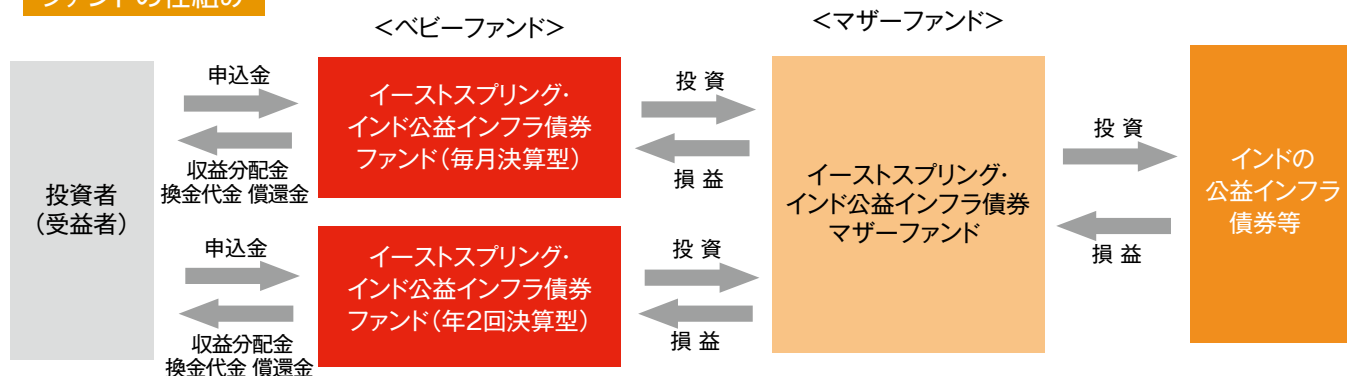 ファンドの仕組み
＜ベビーファンド＞
＜マザーファンド＞
投資者
（受益者）
申込金
収益分配金
換金代金 償還金
イーストスプリング・
インド公益インフラ債券
ファンド（毎月決算型）
投 資
損 益
申込金
収益分配金
換金代金 償還金
イーストスプリング・
インド公益インフラ債券
ファンド（年2回決算型）
投 資
損 益
イーストスプリング・
インド公益インフラ債券
マザーファンド
投 資
損 益
インドの
公益インフラ
債券等